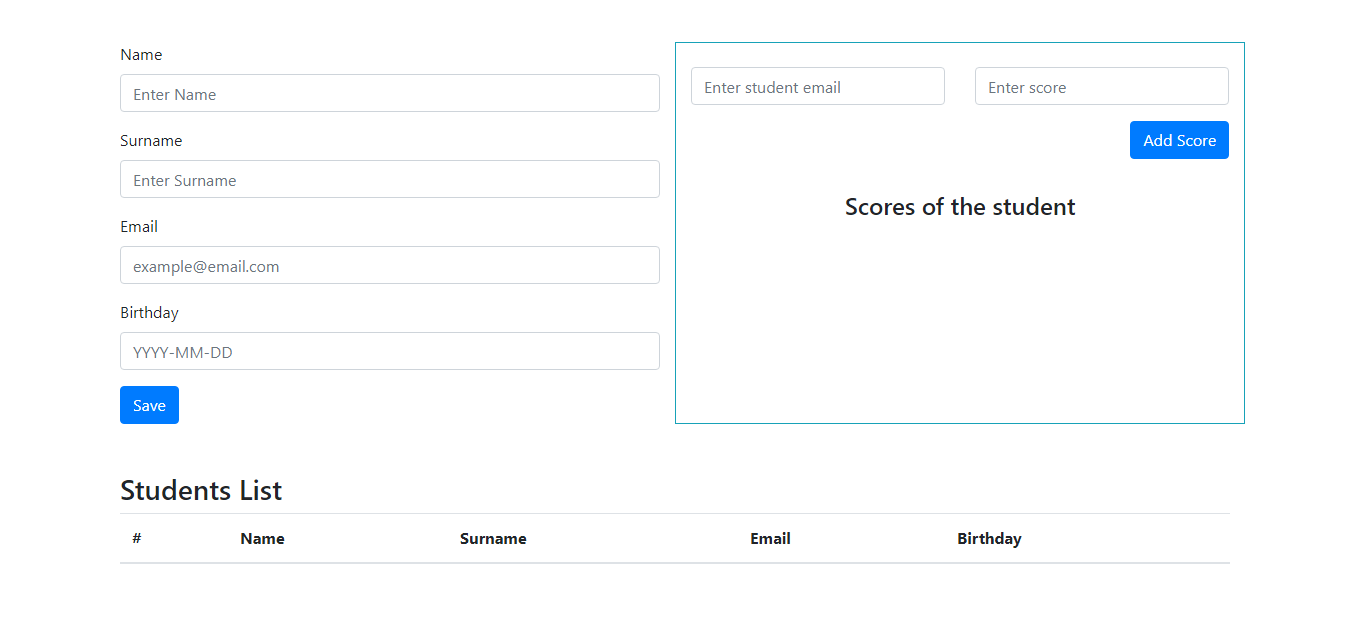 Name
Enter Name
Surname
Enter Surname
Email
example@email.com
Birthday
YYYY-MM-DD
Save
Enter student email Enter score
Add Score
Scores of the student
Students List
# Name Surname Email Birthday